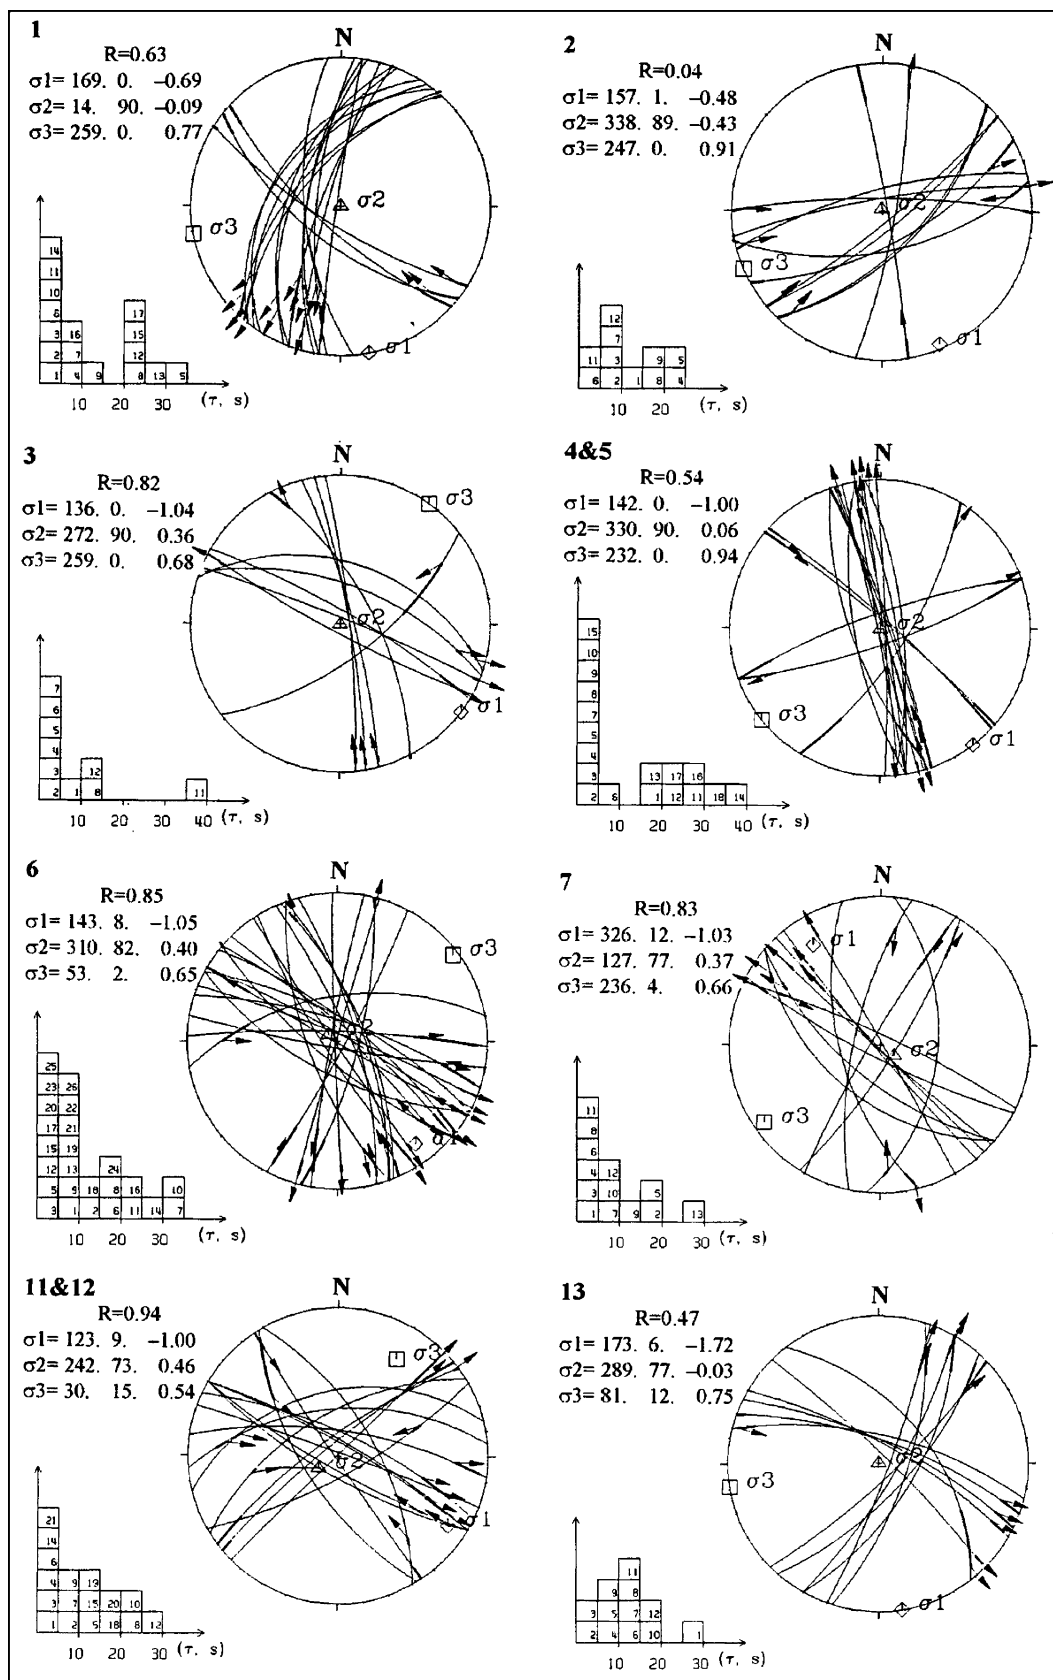 1
N
R=0.63
σ1= 169. 0. −0.69
σ2= 14. 90. −0.09
σ3= 259. 0. 0.77
σ2
σ3
σ1
14
11
10
6
3 16 17
2 7 15
12
1 4 9 8 13 5
10 20 30 (τ, s)
2
N
R=0.04
σ1= 157. 1. −0.48
σ2= 338. 89. −0.43
σ3= 247. 0. 0.91
σ2
σ3
σ1
12
7
11 3 9 5
6 2 1 8 4
10 20 (τ, s)
3
N
R=0.82
σ1= 136. 0. −1.04
σ2= 272. 90. 0.36
σ3= 259. 0. 0.68
σ3
σ2
σ1
7
6
5
4
3 12
2 1 8 11
10 20 30 40 (τ, s)
4&5
N
R=0.54
σ1= 142. 0. −1.00
σ2= 330. 90. 0.06
σ3= 232. 0. 0.94
σ2
σ3
σ1
15
10
9
8
7
5
4
3 13 17 16
2 6 1 12 11 18 14
10 20 30 40 (τ, s)
6
N
R=0.85
σ1= 143. 8. −1.05
σ2= 310. 82. 0.40
σ3= 53. 2. 0.65
σ3
25
23 26
20 22
17 21
15 19
12 13 24
5 9 18 8 16 10
3 1 2 6 11 14 7
10 20 30 (τ, s)
7
N
R=0.83
σ1= 326. 12. −1.03
σ2= 127. 77. 0.37
σ3= 236. 4. 0.66
σ1
σ2
σ3
11
8
6
4 12
3 10 5
1 7 9 2 13
10 20 30 (τ, s)
11&12
N
R=0.94
σ1= 123. 9. −1.00
σ2= 242. 73. 0.46
σ3= 30. 15. 0.54
σ3
σ2
σ1
21
14
6
4 9 19
3 7 15 20 10
1 2 5 18 8 12
10 20 30 (τ, s)
13
N
R=0.47
σ1= 173. 6. −1.72
σ2= 289. 77. −0.03
σ3= 81. 12. 0.75
σ2
σ3
σ1
11
9 8
3 5 7 12
2 4 6 10 1
10 20 30 (τ, s)